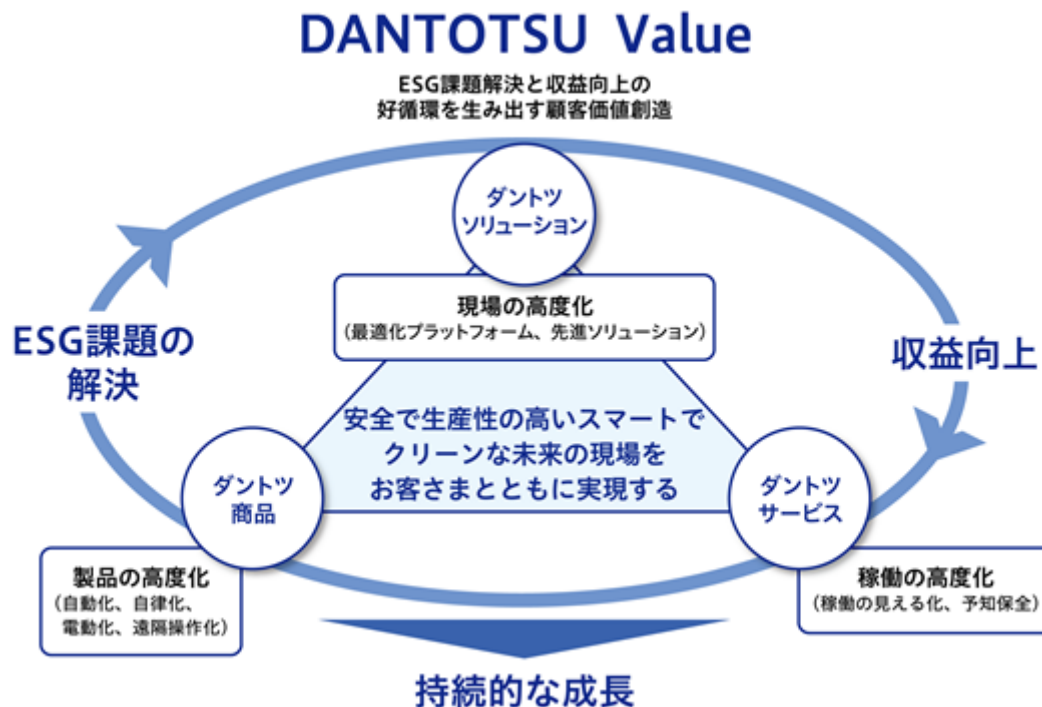 DANTOTSU Value
ESG課題解決と収益向上の
好循環を生み出す顧客価値創造
ダントツ
ソリューション
現場の高度化
(最適化プラットフォーム、先進ソリューション)
ESG課題の
解決
収益向上
安全で生産性の高いスマートで
クリーンな未来の現場を
お客さまとともに実現する
ダントツ
商品
ダントツ
サービス
製品の高度化
(自動化、自律化、
電動化、遠隔操作化)
稼働の高度化
(稼働の見える化、予知保全)
持続的な成長